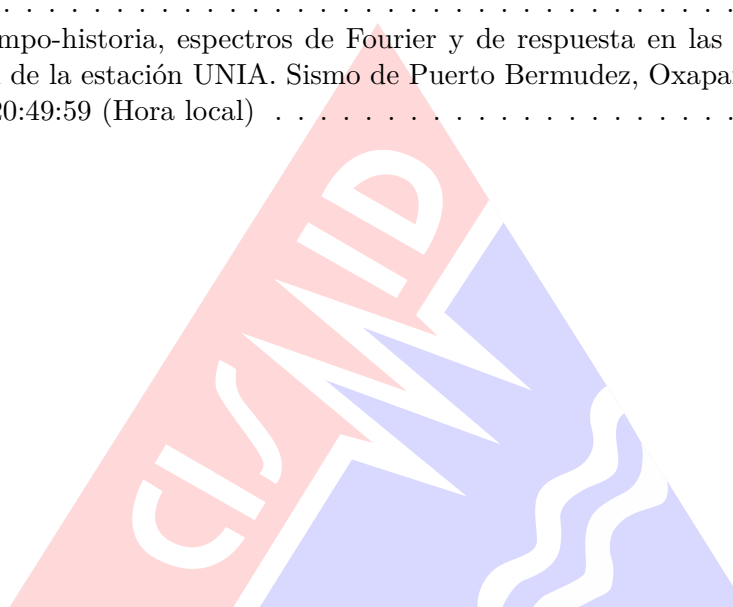 . . . . . . . . . . . . . . . . . . . . . . . . .
mpo-historia, espectros de Fourier y de respuesta en las
de la estación UNIA. Sismo de Puerto Bermudez, Oxapa
20:49:59 (Hora local) . . . . . . . . . . . . . . . .
CISMID